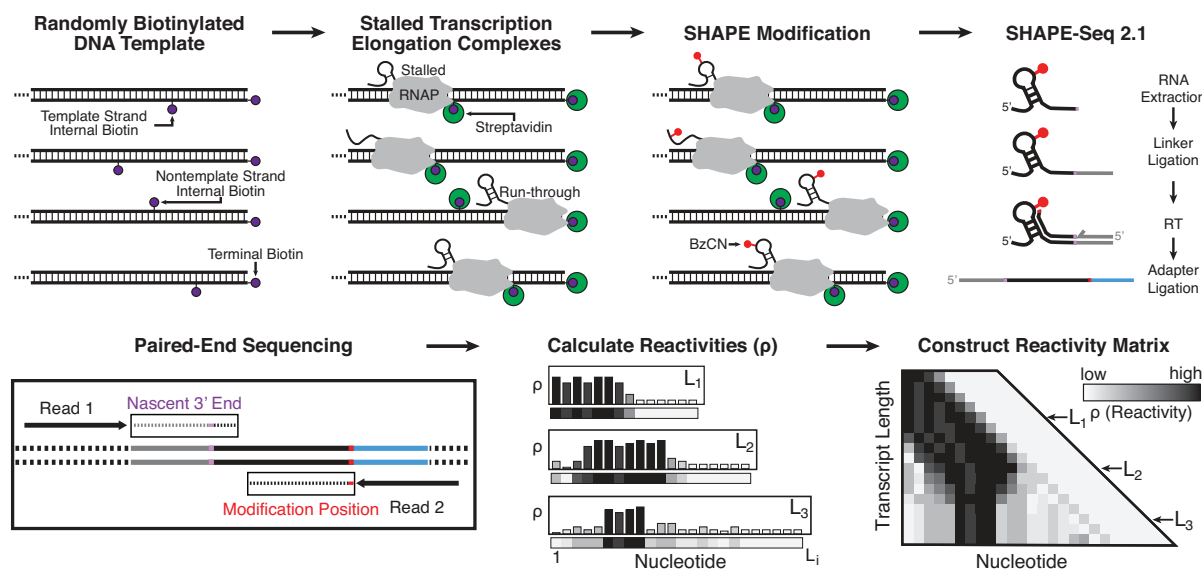 Randomly Biotinylated
DNA Template
Stalled Transcription
Elongation Complexes
SHAPE Modification
SHAPE-Seq 2.1
Template Strand
Internal Biotin
Nontemplate Strand
Internal Biotin
Terminal Biotin
Stalled
RNAP
Streptavidin
Run-through
BzCN
5'
5'
5'
5'
5'
RNA
Extraction
Linker
Ligation
RT
Adapter
Ligation
Paired-End Sequencing
Calculate Reactivities (ρ)
Construct Reactivity Matrix
Read 1
Nascent 3' End
Modification Position
Read 2
ρ
L1
ρ
L2
ρ
L3
1
Nucleotide
Li
low
high
ρ (Reactivity)
Transcript Length
L1
L2
L3
Nucleotide